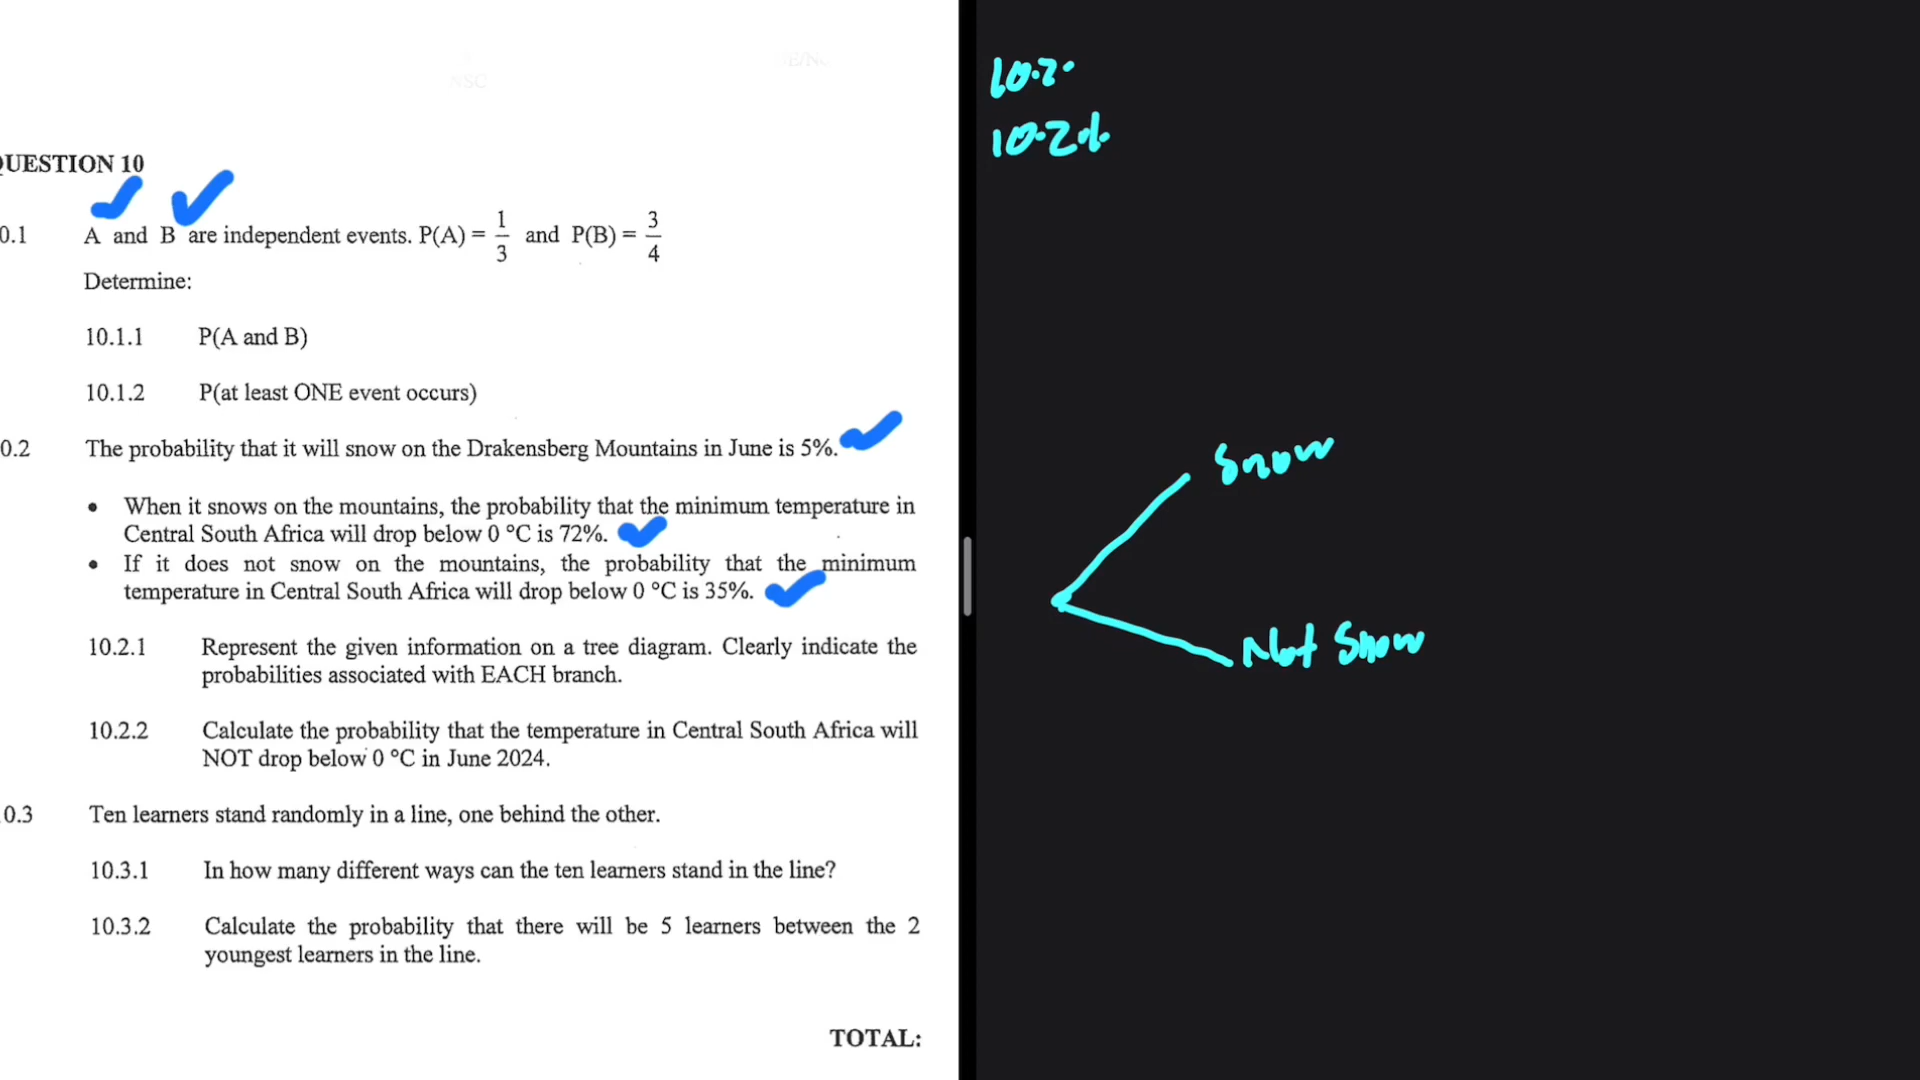 QUESTION 10
0.1 A and B are independent events. P(A) = 1/3 and P(B) = 3/4
Determine:
10.1.1 P(A and B)
10.1.2 P(at least ONE event occurs)
0.2 The probability that it will snow on the Drakensberg Mountains in June is 5%.
• When it snows on the mountains, the probability that the minimum temperature in
Central South Africa will drop below 0 °C is 72%.
• If it does not snow on the mountains, the probability that the minimum
temperature in Central South Africa will drop below 0 °C is 35%.
10.2.1 Represent the given information on a tree diagram. Clearly indicate the
probabilities associated with EACH branch.
10.2.2 Calculate the probability that the temperature in Central South Africa will
NOT drop below 0 °C in June 2024.
0.3 Ten learners stand randomly in a line, one behind the other.
10.3.1 In how many different ways can the ten learners stand in the line?
10.3.2 Calculate the probability that there will be 5 learners between the 2
youngest learners in the line.
TOTAL:
10.2.
Snow
Not Snow